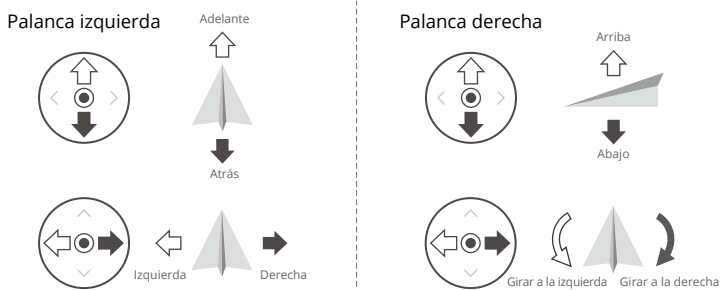 Palanca izquierda
Adelante
Atrás
Izquierda
Derecha
Palanca derecha
Arriba
Abajo
Girar a la izquierda
Girar a la derecha